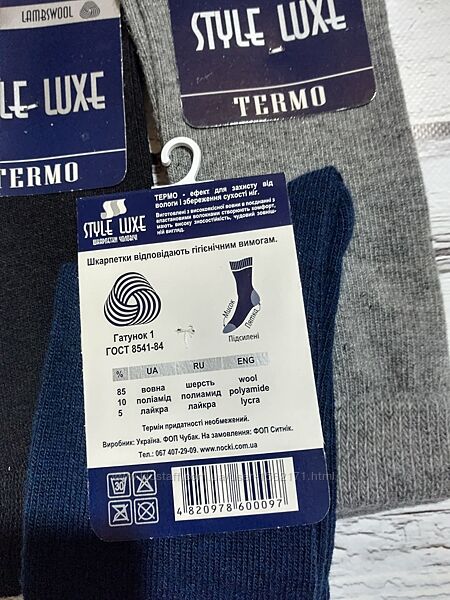 LAMBSWOOL
STYLE LUXE
TERMO
LE LUXE
TERMO
STYLE LUXE
ШКАРПЕТКИ ЧОЛОВІЧІ
ТЕРМО - ефект для захисту від
вологи і збереження сухості ніг.
Виготовлені з високоякісної вовни в поєднанні з
еластановими волокнами створюють комфорт,
мають високу зносостійкість, чудовий зовніш-
ній вигляд.
Шкарпетки відповідають гігієнічним вимогам.
Мисок
П'ятка
Підсилені
Гатунок 1
ГОСТ 8541-84
% UA RU ENG
85 вовна шерсть wool
10 поліамід полиамид polyamide
5 лайкра лайкра lycra
Термін придатності необмежений.
Виробник: Україна. ФОП Чубак. На замовлення: ФОП Ситнік.
Тел.: 067 407-29-09. www.nocki.com.ua
30
4 820978 600097